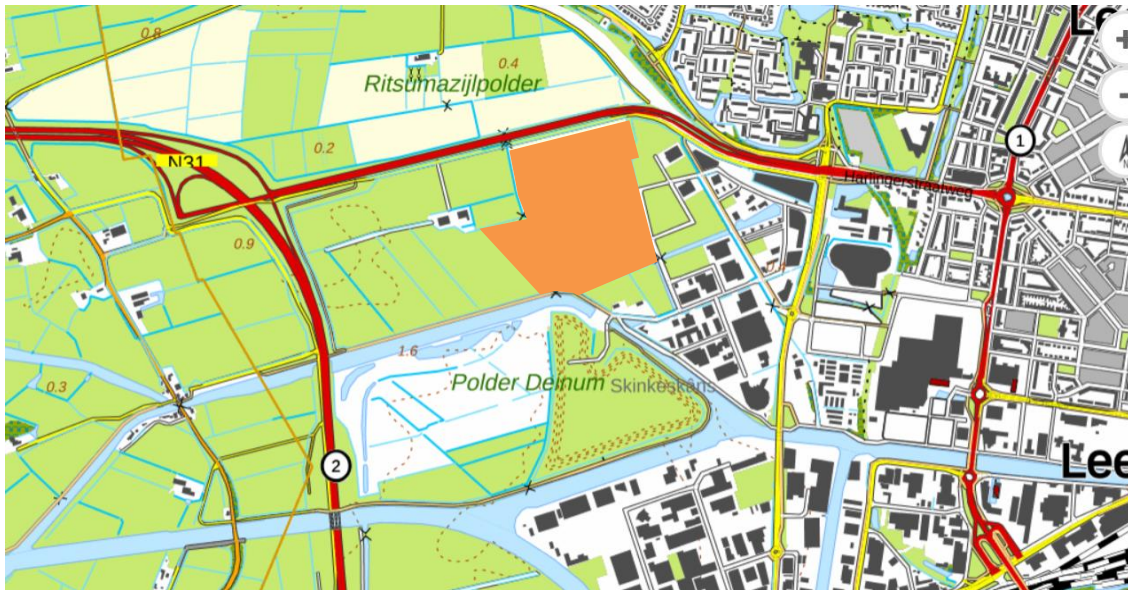 Le
0.8
Ritsumazijlpolder
0.4
0.2
N31
1
Harlingerstraatweg
0.9
1.6
0.3
Polder Deinum
Skinkeskâns
2
Lee